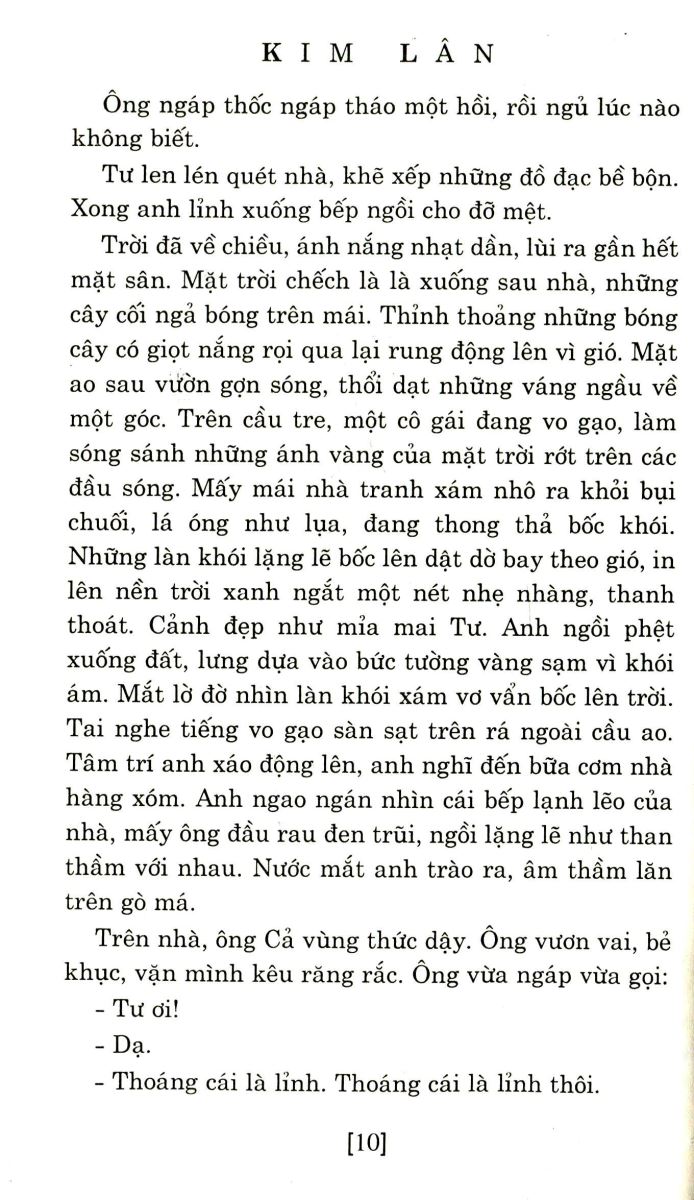 KIM LÂN
Ông ngáp thốc ngáp tháo một hồi, rồi ngủ lúc nào
không biết.
Tư len lén quét nhà, khẽ xếp những đồ đạc bề bộn.
Xong anh lỉnh xuống bếp ngồi cho đỡ mệt.
Trời đã về chiều, ánh nắng nhạt dần, lùi ra gần hết
mặt sân. Mặt trời chếch là là xuống sau nhà, những
cây cối ngả bóng trên mái. Thỉnh thoảng những bóng
cây có giọt nắng rọi qua lại rung động lên vì gió. Mặt
ao sau vườn gợn sóng, thổi dạt những váng ngầu về
một góc. Trên cầu tre, một cô gái đang vo gạo, làm
sóng sánh những ánh vàng của mặt trời rớt trên các
đầu sóng. Mấy mái nhà tranh xám nhô ra khỏi bụi
chuối, lá óng như lụa, đang thong thả bốc khói.
Những làn khói lặng lẽ bốc lên dật dờ bay theo gió, in
lên nền trời xanh ngắt một nét nhẹ nhàng, thanh
thoát. Cảnh đẹp như mỉa mai Tư. Anh ngồi phệt
xuống đất, lưng dựa vào bức tường vàng sạm vì khói
ám. Mắt lờ đờ nhìn làn khói xám vơ vẩn bốc lên trời.
Tai nghe tiếng vo gạo sàn sạt trên rá ngoài cầu ao.
Tâm trí anh xáo động lên, anh nghĩ đến bữa cơm nhà
hàng xóm. Anh ngao ngán nhìn cái bếp lạnh lẽo của
nhà, mấy ông đầu rau đen trũi, ngồi lặng lẽ như than
thầm với nhau. Nước mắt anh trào ra, âm thầm lăn
trên gò má.
Trên nhà, ông Cả vùng thức dậy. Ông vươn vai, bẻ
khục, vặn mình kêu răng rắc. Ông vừa ngáp vừa gọi:
– Tư ơi!
– Dạ.
– Thoáng cái là lỉnh. Thoáng cái là lỉnh thôi.
[10]